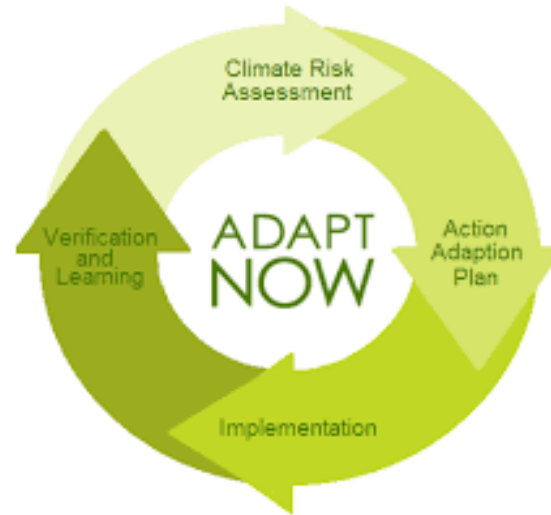 Climate Risk
Assessment
Action
Adaption
Plan
Implementation
Verification
and
Learning
ADAPT
NOW